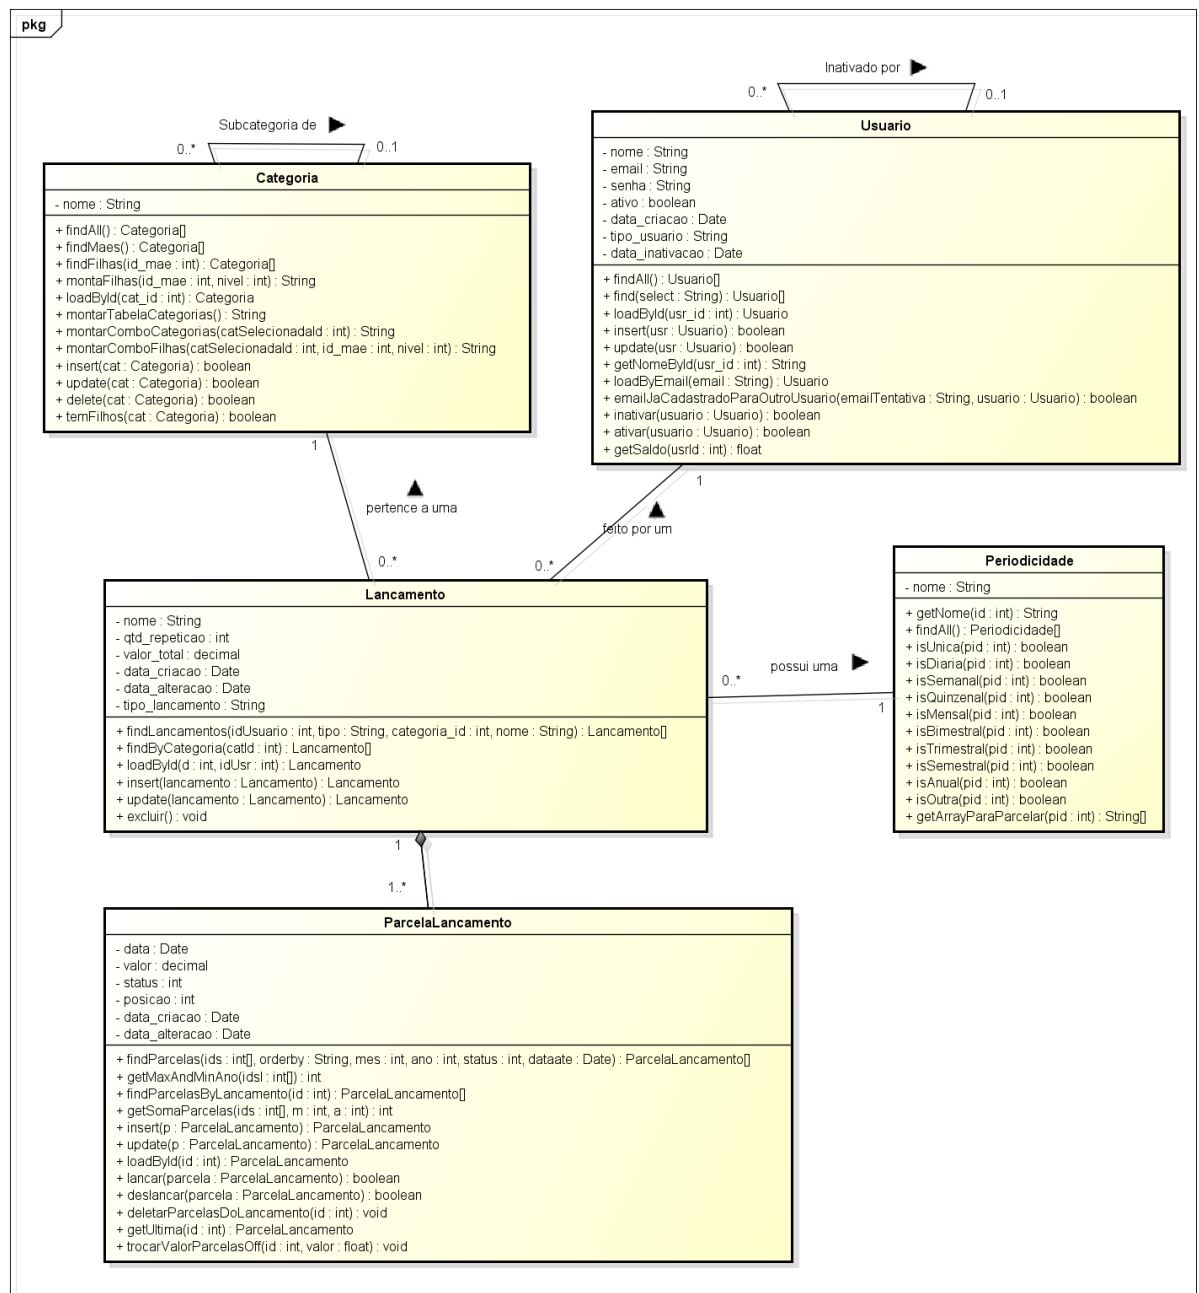 pkg
Inativado por
0..*
0..1
Subcategoria de
0..*
0..1
Categoria
- nome : String
+ findAll() : Categoria[]
+ findMaes() : Categoria[]
+ findFilhas(id_mae : int) : Categoria[]
+ montaFilhas(id_mae : int, nivel : int) : String
+ loadById(cat_id : int) : Categoria
+ montarTabelaCategorias() : String
+ montarComboCategorias(catSelecionadaId : int) : String
+ montarComboFilhas(catSelecionadaId : int, id_mae : int, nivel : int) : String
+ insert(cat : Categoria) : boolean
+ update(cat : Categoria) : boolean
+ delete(cat : Categoria) : boolean
+ temFilhos(cat : Categoria) : boolean
Usuario
- nome : String
- email : String
- senha : String
- ativo : boolean
- data_criacao : Date
- tipo_usuario : String
- data_inativacao : Date
+ findAll() : Usuario[]
+ find(select : String) : Usuario[]
+ loadById(usr_id : int) : Usuario
+ insert(usr : Usuario) : boolean
+ update(usr : Usuario) : boolean
+ getNomeById(usr_id : int) : String
+ loadByEmail(email : String) : Usuario
+ emailJaCadastradoParaOutroUsuario(emailTentativa : String, usuario : Usuario) : boolean
+ inativar(usuario : Usuario) : boolean
+ ativar(usuario : Usuario) : boolean
+ getSaldo(usrId : int) : float
1
pertence a uma
0..*
1
feito por um
0..*
Lancamento
- nome : String
- qtd_repeticao : int
- valor_total : decimal
- data_criacao : Date
- data_alteracao : Date
- tipo_lancamento : String
+ findLancamentos(idUsuario : int, tipo : String, categoria_id : int, nome : String) : Lancamento[]
+ findByCategoria(catId : int) : Lancamento[]
+ loadById(d : int, idUsr : int) : Lancamento
+ insert(lancamento : Lancamento) : Lancamento
+ update(lancamento : Lancamento) : Lancamento
+ excluir() : void
possui uma
0..*
1
Periodicidade
- nome : String
+ getNome(id : int) : String
+ findAll() : Periodicidade[]
+ isUnica(pid : int) : boolean
+ isDiaria(pid : int) : boolean
+ isSemanal(pid : int) : boolean
+ isQuinzenal(pid : int) : boolean
+ isMensal(pid : int) : boolean
+ isBimestral(pid : int) : boolean
+ isTrimestral(pid : int) : boolean
+ isSemestral(pid : int) : boolean
+ isAnual(pid : int) : boolean
+ isOutra(pid : int) : boolean
+ getArrayParaParcelar(pid : int) : String[]
1
1..*
ParcelaLancamento
- data : Date
- valor : decimal
- status : int
- posicao : int
- data_criacao : Date
- data_alteracao : Date
+ findParcelas(ids : int[], orderby : String, mes : int, ano : int, status : int, dataate : Date) : ParcelaLancamento[]
+ getMaxAndMinAno(idsl : int[]) : int
+ findParcelasByLancamento(id : int) : ParcelaLancamento[]
+ getSomaParcelas(ids : int[], m : int, a : int) : int
+ insert(p : ParcelaLancamento) : ParcelaLancamento
+ update(p : ParcelaLancamento) : ParcelaLancamento
+ loadById(id : int) : ParcelaLancamento
+ lancar(parcela : ParcelaLancamento) : boolean
+ deslancar(parcela : ParcelaLancamento) : boolean
+ deletarParcelasDoLancamento(id : int) : void
+ getUltima(id : int) : ParcelaLancamento
+ trocarValorParcelasOff(id : int, valor : float) : void